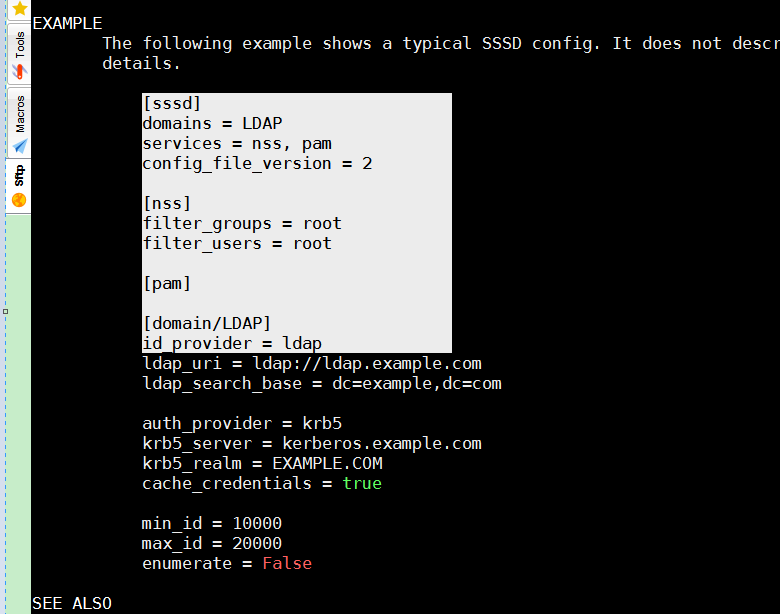 EXAMPLE
The following example shows a typical SSSD config. It does not descr
details.
[sssd]
domains = LDAP
services = nss, pam
config_file_version = 2
[nss]
filter_groups = root
filter_users = root
[pam]
[domain/LDAP]
id_provider = ldap
ldap_uri = ldap://ldap.example.com
ldap_search_base = dc=example,dc=com
auth_provider = krb5
krb5_server = kerberos.example.com
krb5_realm = EXAMPLE.COM
cache_credentials = true
min_id = 10000
max_id = 20000
enumerate = False
SEE ALSO
Tools
Macros
Sftp